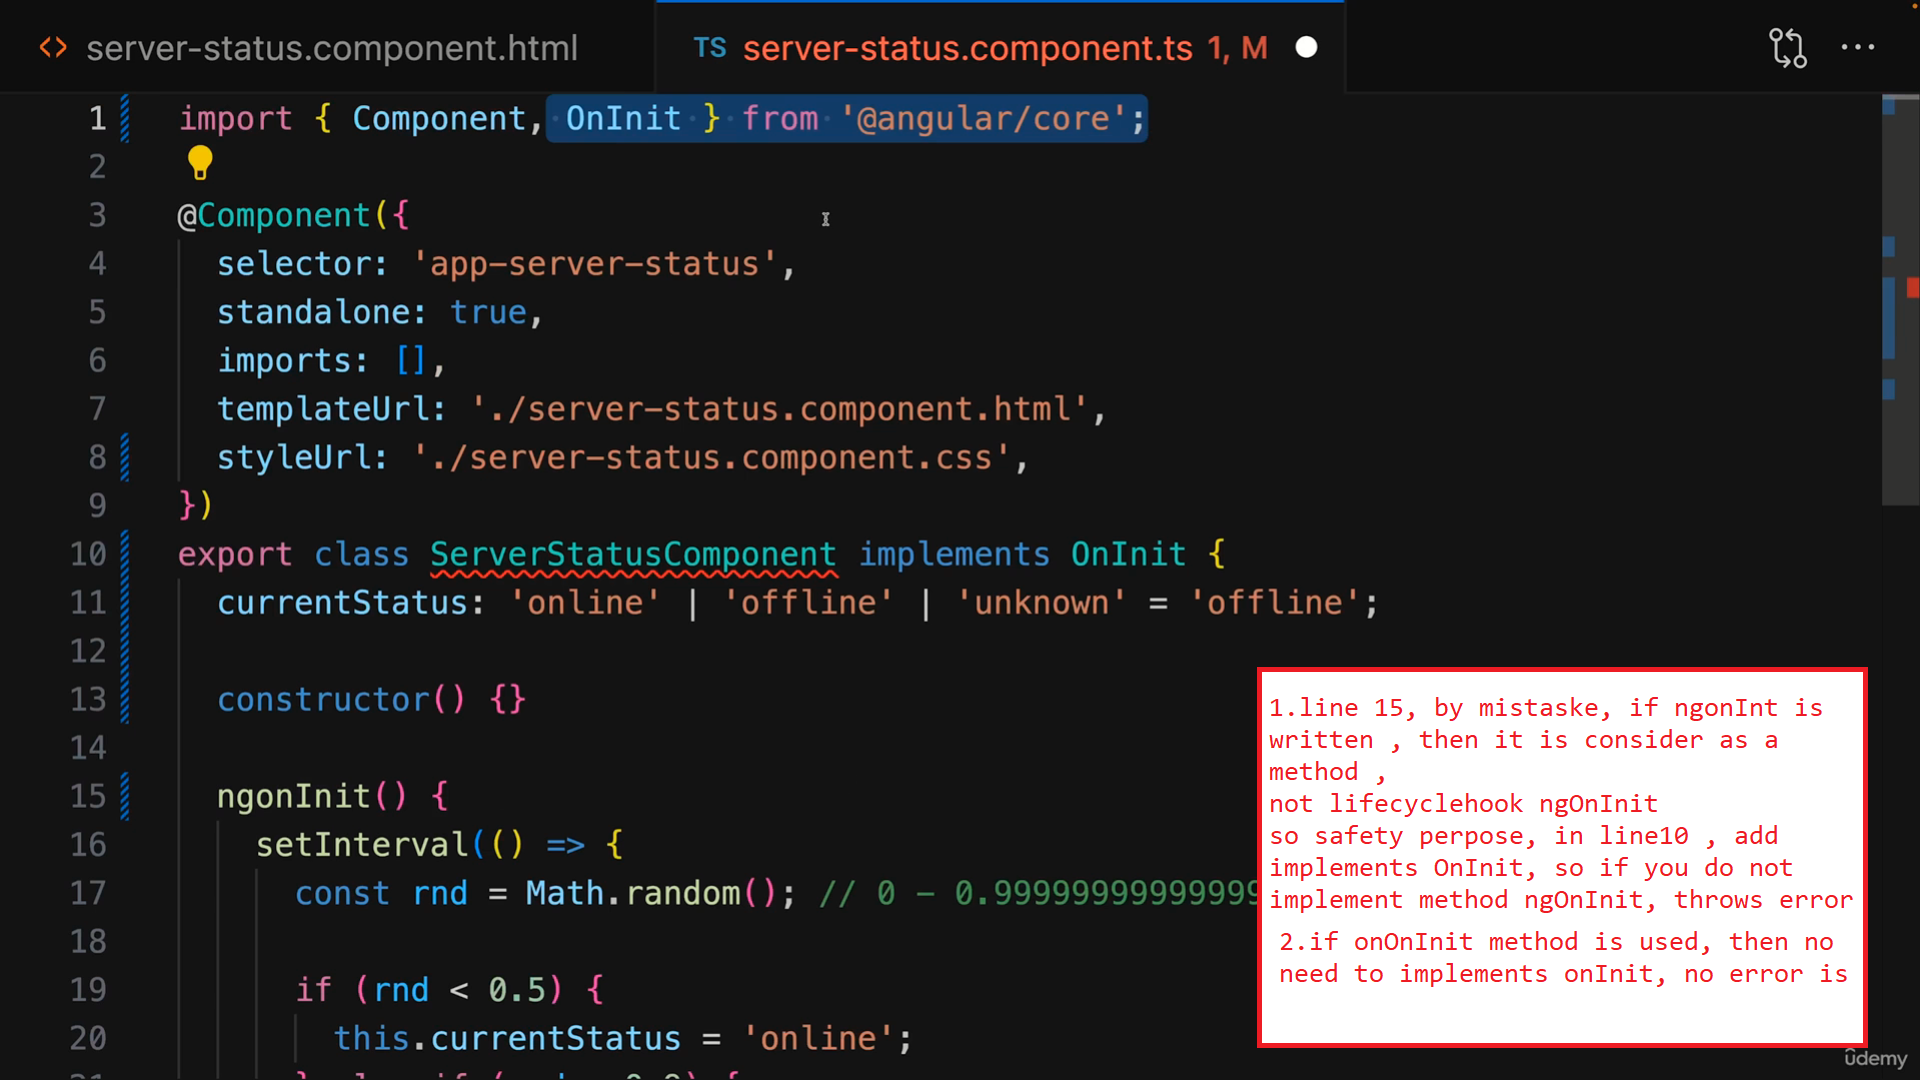 server-status.component.html
TS server-status.component.ts 1, M
1 import { Component, OnInit } from '@angular/core';
2
3 @Component({
4 selector: 'app-server-status',
5 standalone: true,
6 imports: [],
7 templateUrl: './server-status.component.html',
8 styleUrl: './server-status.component.css',
9 })
10 export class ServerStatusComponent implements OnInit {
11 currentStatus: 'online' | 'offline' | 'unknown' = 'offline';
12
13 constructor() {}
14
15 ngonInit() {
16 setInterval(() => {
17 const rnd = Math.random(); // 0 - 0.99999999999999
18
19 if (rnd < 0.5) {
20 this.currentStatus = 'online';
1.line 15, by mistaske, if ngonInt is
written , then it is consider as a
method ,
not lifecyclehook ngOnInit
so safety perpose, in line10 , add
implements OnInit, so if you do not
implement method ngOnInit, throws error
2.if onOnInit method is used, then no
need to implements onInit, no error is
ûdemy